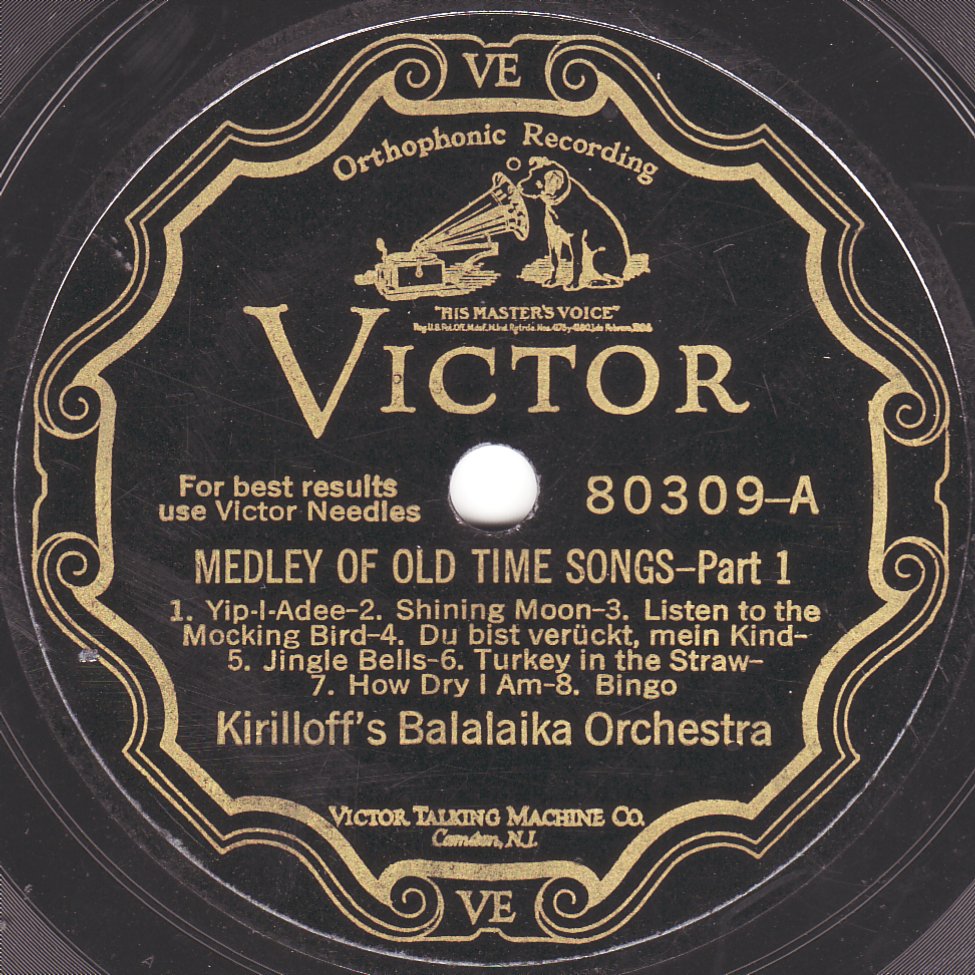 VE
Orthophonic Recording
"HIS MASTER'S VOICE"
VICTOR
For best results
use Victor Needles
80309-A
MEDLEY OF OLD TIME SONGS-Part 1
1. Yip-I-Adee-2. Shining Moon-3. Listen to the
Mocking Bird-4. Du bist verückt, mein Kind-
5. Jingle Bells-6. Turkey in the Straw-
7. How Dry I Am-8. Bingo
Kirilloff's Balalaika Orchestra
VICTOR TALKING MACHINE CO.
Camden, N.J.
VE